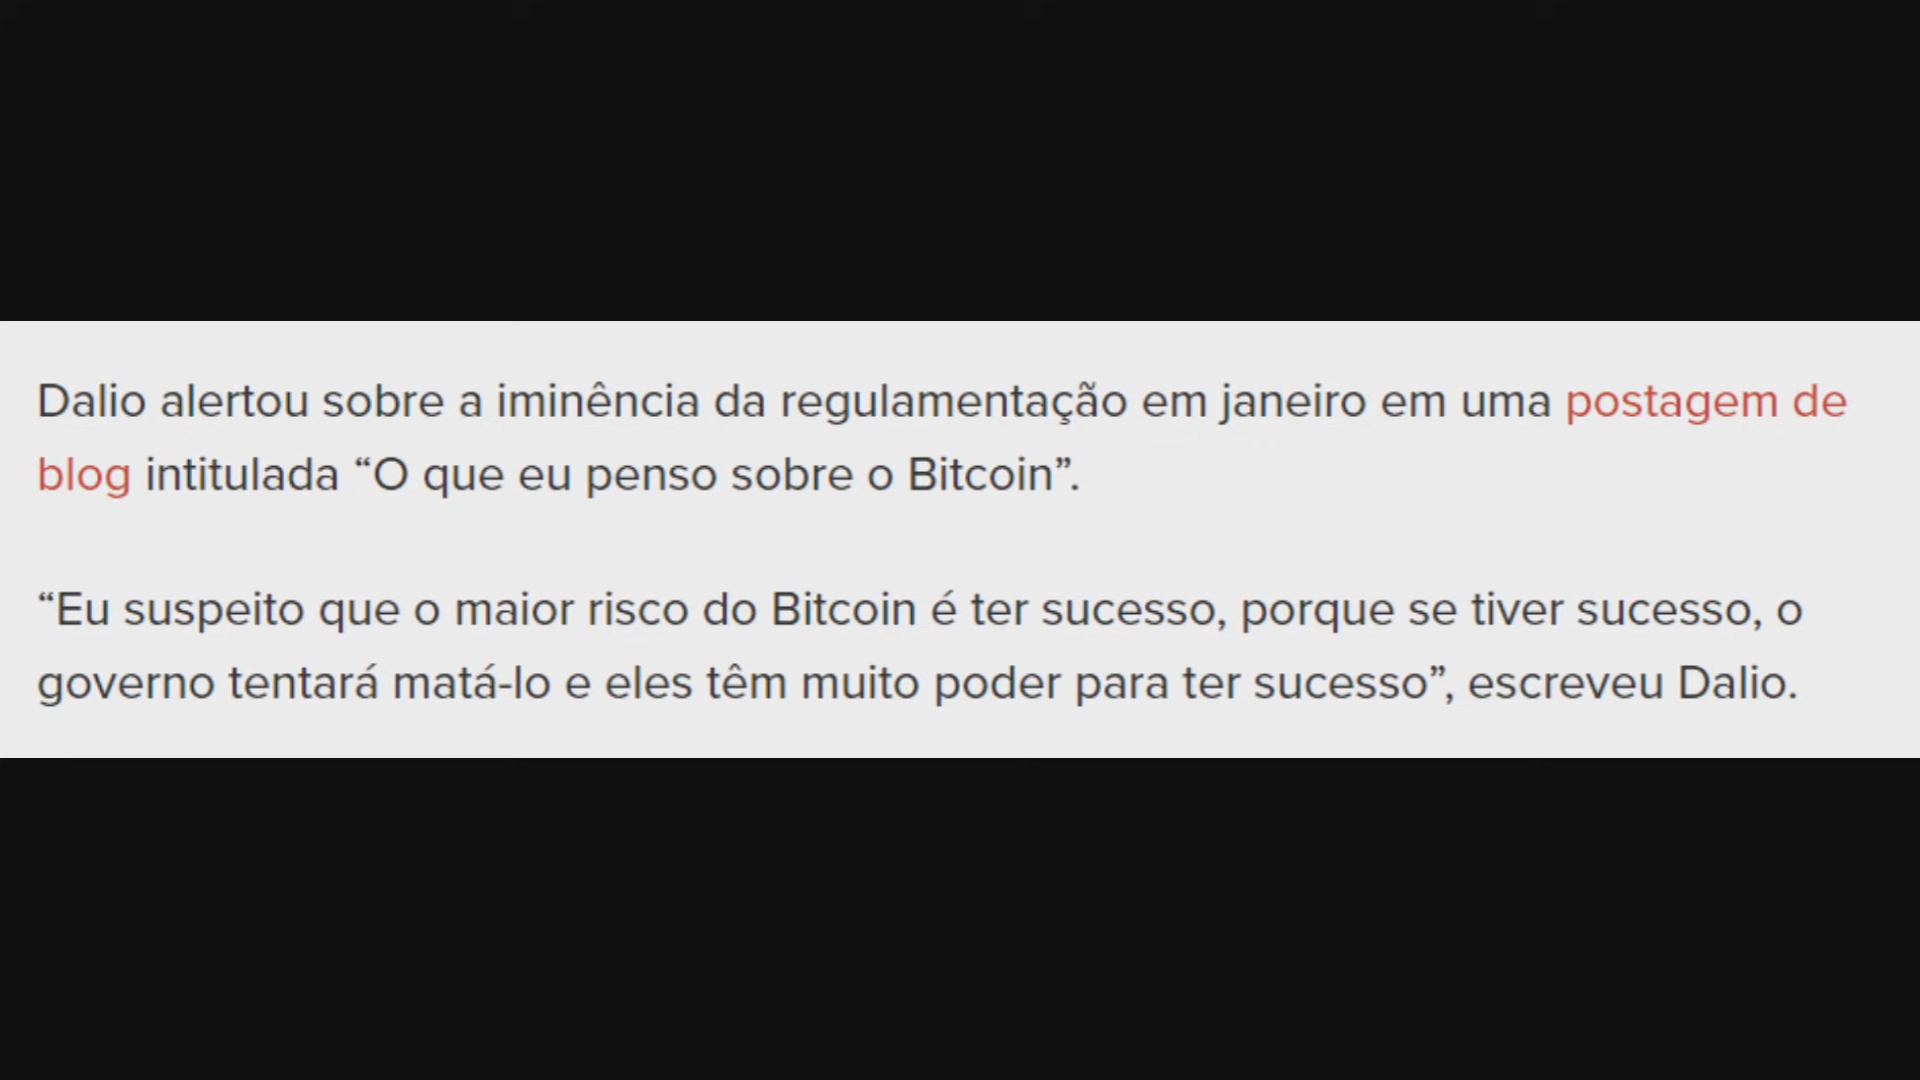 Dalio alertou sobre a iminência da regulamentação em janeiro em uma postagem de
blog intitulada “O que eu penso sobre o Bitcoin”.
“Eu suspeito que o maior risco do Bitcoin é ter sucesso, porque se tiver sucesso, o
governo tentará matá-lo e eles têm muito poder para ter sucesso”, escreveu Dalio.